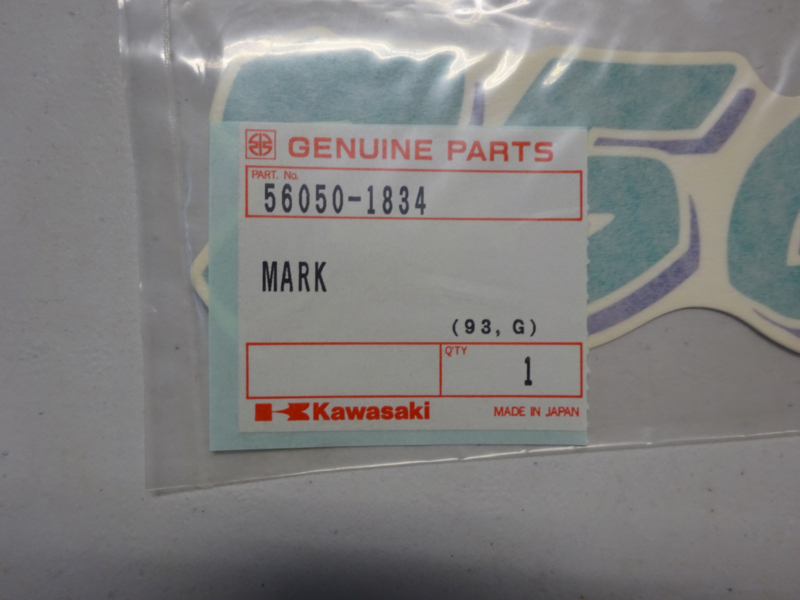 GENUINE PARTS
PART. No.
56050-1834
MARK
(93, G)
Q'TY
1
Kawasaki
MADE IN JAPAN